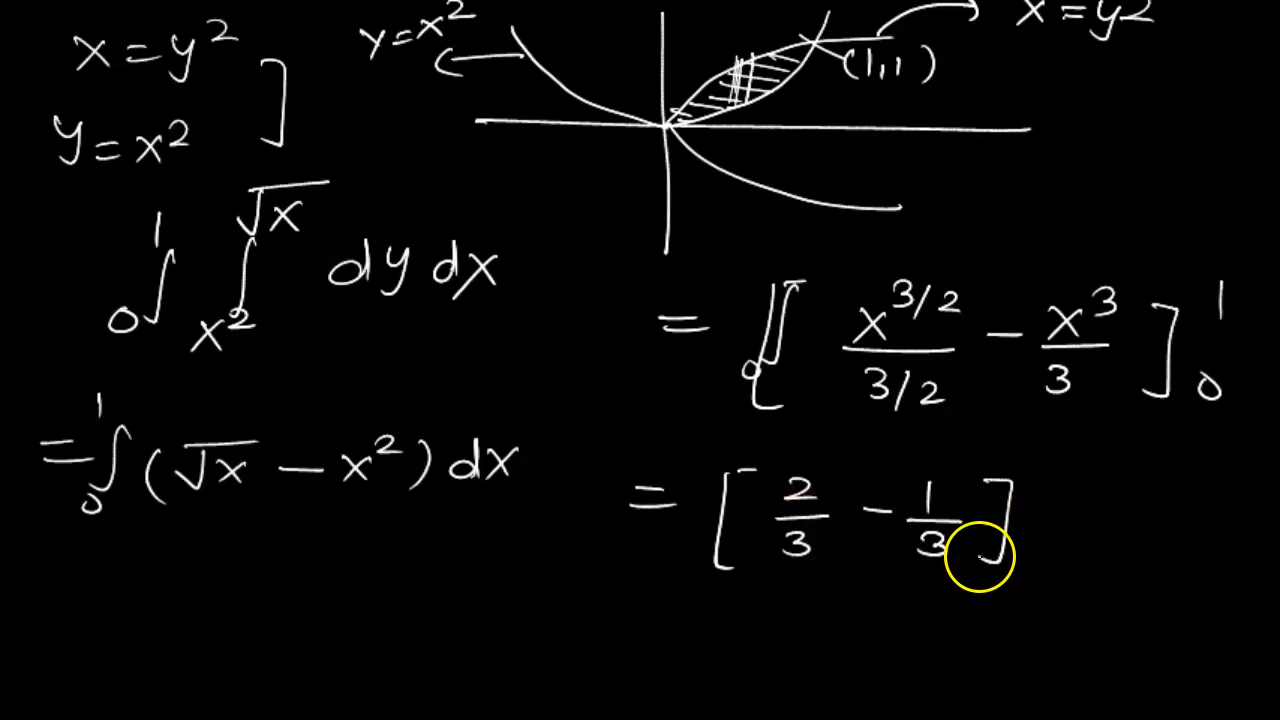 x = y²
y = x²
]
y = x²
x = y2
(1,1)
∫₀¹ ∫_{x²}^{√x} dy dx
= ∫₀¹ (√x − x²) dx
= [ x^{3/2}/(3/2) − x³/3 ]₀¹
= [ 2/3 − 1/3 ]